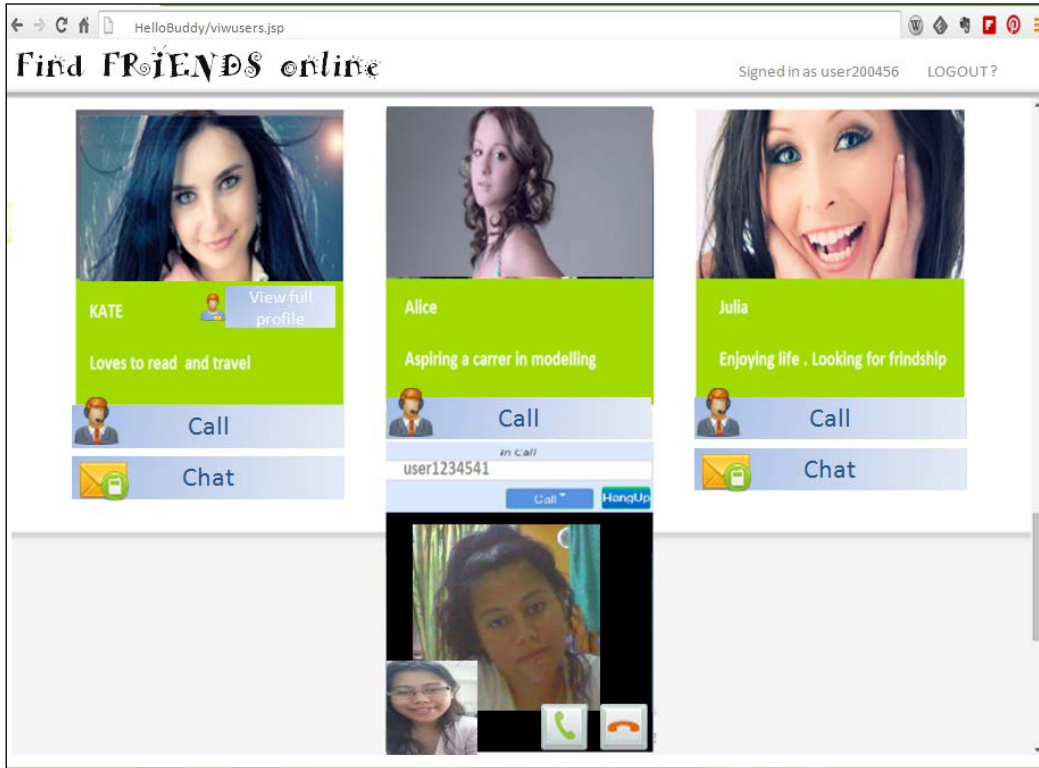 HelloBuddy/viwusers.jsp
Find FRiENDS online
Signed in as user200456 LOGOUT?
KATE
View full
profile
Loves to read and travel
Call
Chat
Alice
Aspiring a carrer in modelling
Call
In Call
user1234541
Call
HangUp
Julia
Enjoying life . Looking for frindship
Call
Chat